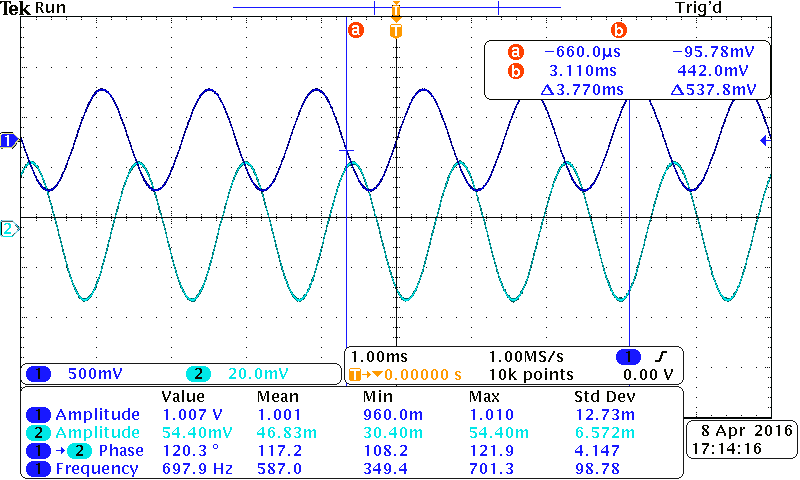 Tek Run Trig'd
T
a b
T
a -660.0µs -95.78mV
b 3.110ms 442.0mV
Δ3.770ms Δ537.8mV
1
2
1 500mV 2 20.0mV
1.00ms 1.00MS/s 1
T 0.00000 s 10k points 0.00 V
Value Mean Min Max Std Dev
1 Amplitude 1.007 V 1.001 960.0m 1.010 12.73m
2 Amplitude 54.40mV 46.83m 30.40m 54.40m 6.572m
1 → 2 Phase 120.3 ° 117.2 108.2 121.9 4.147
1 Frequency 697.9 Hz 587.0 349.4 701.3 98.78
8 Apr 2016
17:14:16